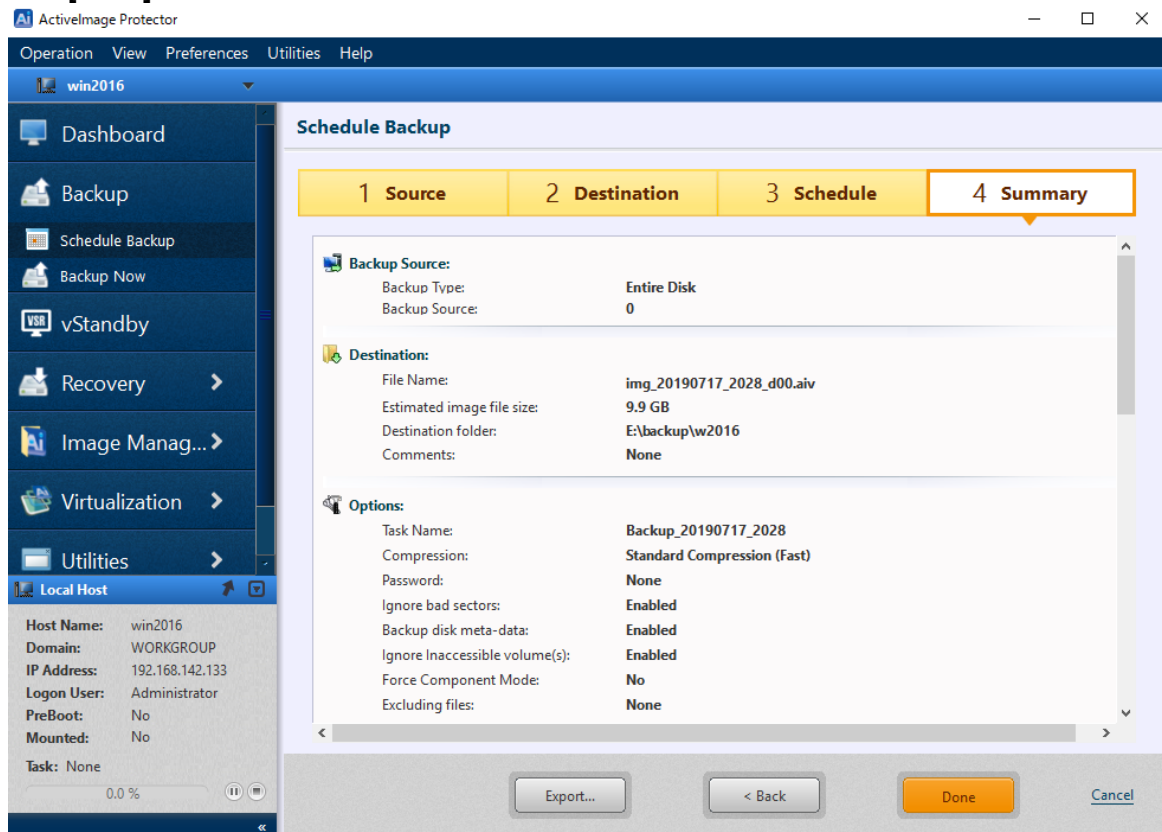 ActiveImage Protector
Operation View Preferences Utilities Help
win2016
Dashboard
Backup
Schedule Backup
Backup Now
vStandby
Recovery
Image Manag...
Virtualization
Utilities
Local Host
Host Name: win2016
Domain: WORKGROUP
IP Address: 192.168.142.133
Logon User: Administrator
PreBoot: No
Mounted: No
Task: None
0.0 %
Schedule Backup
1 Source 2 Destination 3 Schedule 4 Summary
Backup Source:
Backup Type: Entire Disk
Backup Source: 0
Destination:
File Name: img_20190717_2028_d00.aiv
Estimated image file size: 9.9 GB
Destination folder: E:\backup\w2016
Comments: None
Options:
Task Name: Backup_20190717_2028
Compression: Standard Compression (Fast)
Password: None
Ignore bad sectors: Enabled
Backup disk meta-data: Enabled
Ignore Inaccessible volume(s): Enabled
Force Component Mode: No
Excluding files: None
Export... < Back Done Cancel